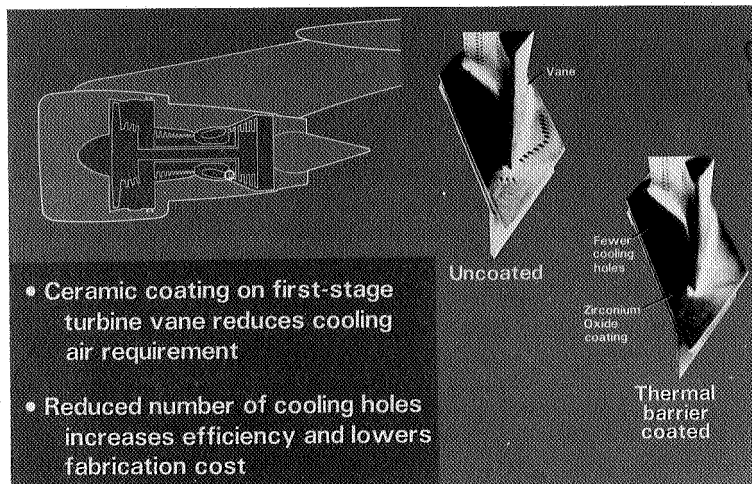 Vane
Uncoated
Fewer
cooling
holes
Zirconium
Oxide
coating
Thermal
barrier
coated
• Ceramic coating on first-stage
turbine vane reduces cooling
air requirement
• Reduced number of cooling holes
increases efficiency and lowers
fabrication cost